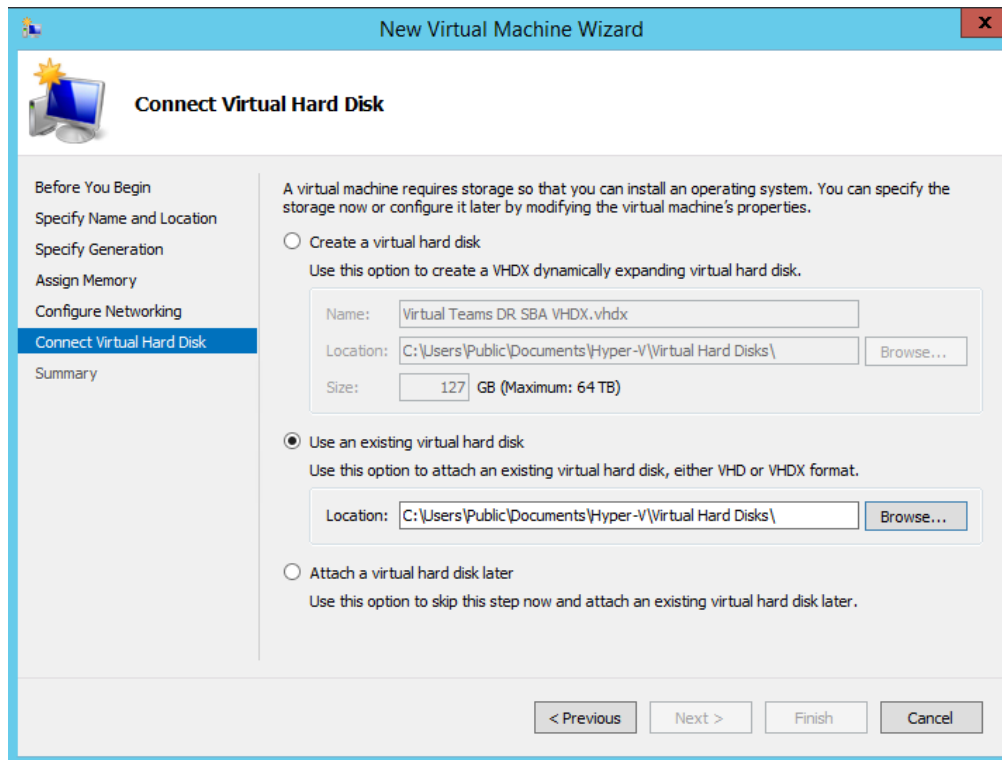 New Virtual Machine Wizard
x
Connect Virtual Hard Disk
Before You Begin
Specify Name and Location
Specify Generation
Assign Memory
Configure Networking
Connect Virtual Hard Disk
Summary
A virtual machine requires storage so that you can install an operating system. You can specify the
storage now or configure it later by modifying the virtual machine's properties.
Create a virtual hard disk
Use this option to create a VHDX dynamically expanding virtual hard disk.
Name: Virtual Teams DR SBA VHDX.vhdx
Location: C:\Users\Public\Documents\Hyper-V\Virtual Hard Disks\ Browse...
Size: 127 GB (Maximum: 64 TB)
Use an existing virtual hard disk
Use this option to attach an existing virtual hard disk, either VHD or VHDX format.
Location: C:\Users\Public\Documents\Hyper-V\Virtual Hard Disks\ Browse...
Attach a virtual hard disk later
Use this option to skip this step now and attach an existing virtual hard disk later.
< Previous Next > Finish Cancel